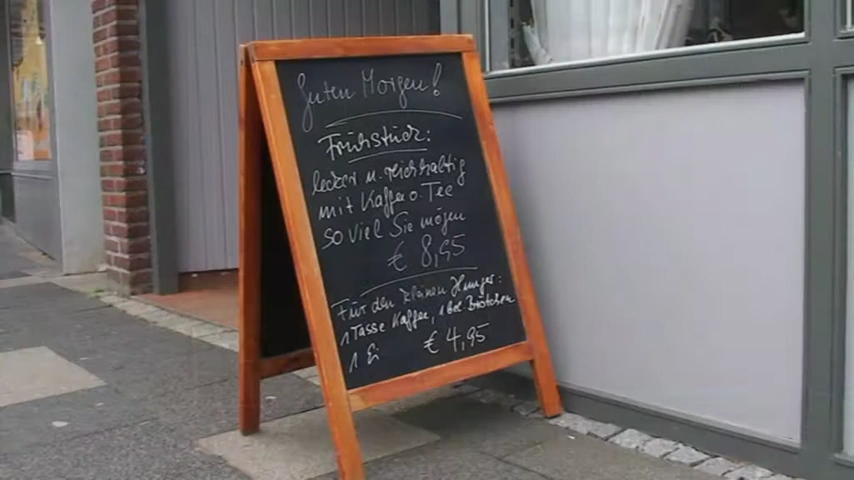 Guten Morgen!
Frühstück:
lecker u. reichhaltig
mit Kaffee o. Tee
so viel Sie mögen
€ 8,95
Für den kleinen Hunger:
1 Tasse Kaffee, 1 bel. Brötchen
1 Ei € 4,95